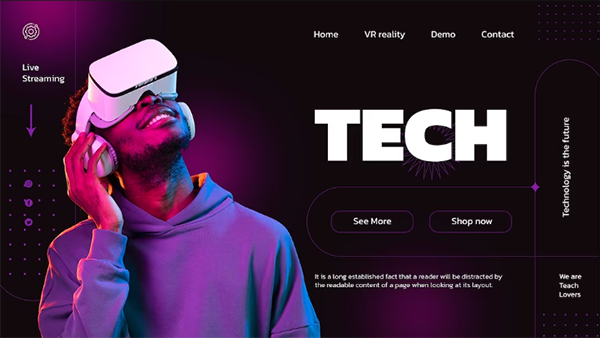 Home
VR reality
Demo
Contact
Live
Streaming
TECH
See More
Shop now
It is a long established fact that a reader will be distracted by
the readable content of a page when looking at its layout.
Technology is the future
We are
Teach
Lovers